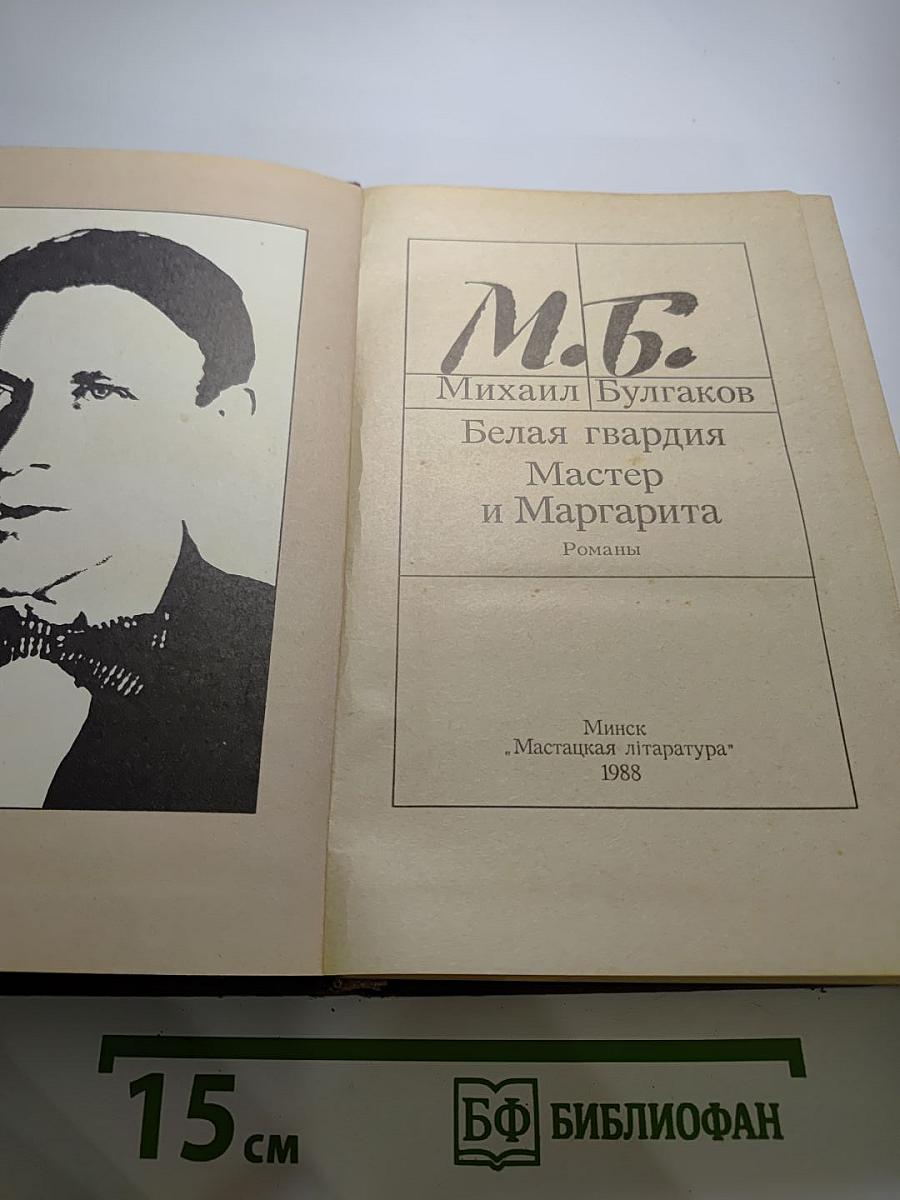 М.Б.
Михаил Булгаков
Белая гвардия
Мастер
и Маргарита
Романы
Минск
„Мастацкая літаратура"
1988
15 см
БФ БИБЛИОФАН